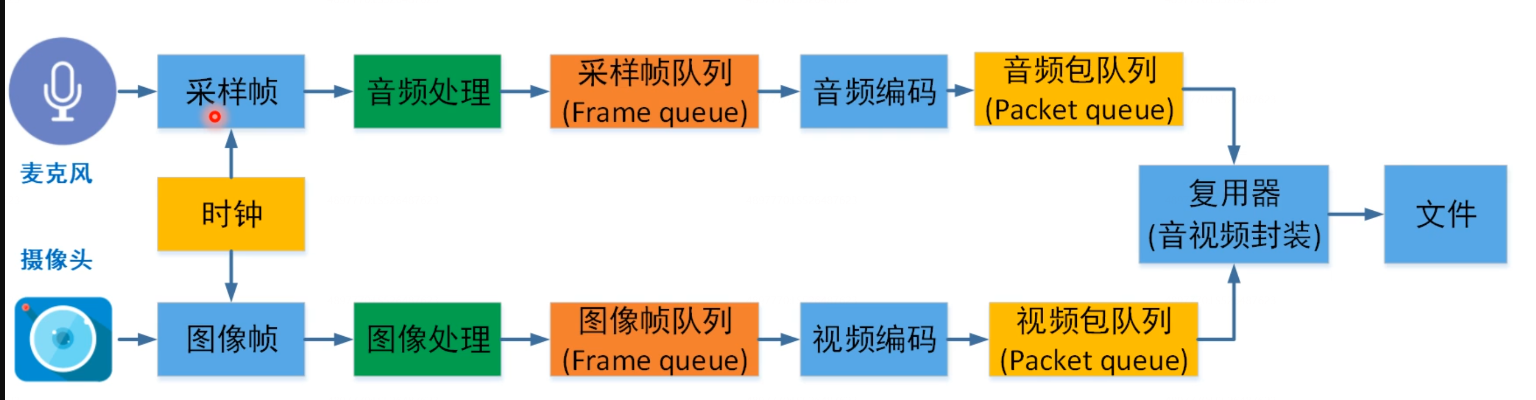 麦克风
采样帧
音频处理
采样帧队列
(Frame queue)
音频编码
音频包队列
(Packet queue)
时钟
复用器
(音视频封装)
文件
摄像头
图像帧
图像处理
图像帧队列
(Frame queue)
视频编码
视频包队列
(Packet queue)